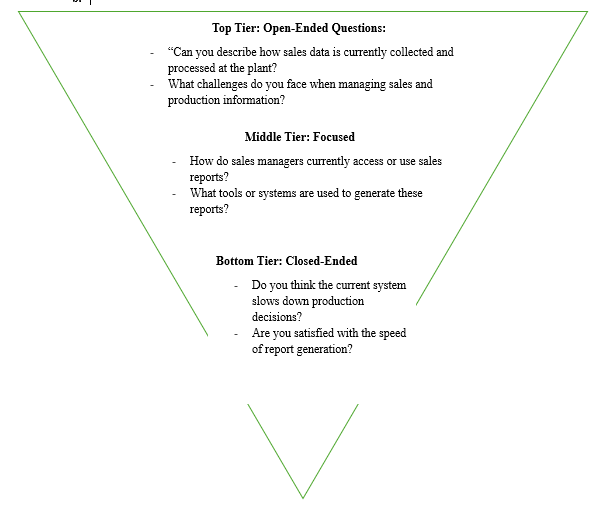 Top Tier: Open-Ended Questions:
- “Can you describe how sales data is currently collected and
processed at the plant?
- What challenges do you face when managing sales and
production information?
Middle Tier: Focused
- How do sales managers currently access or use sales
reports?
- What tools or systems are used to generate these
reports?
Bottom Tier: Closed-Ended
- Do you think the current system
slows down production
decisions?
- Are you satisfied with the speed
of report generation?